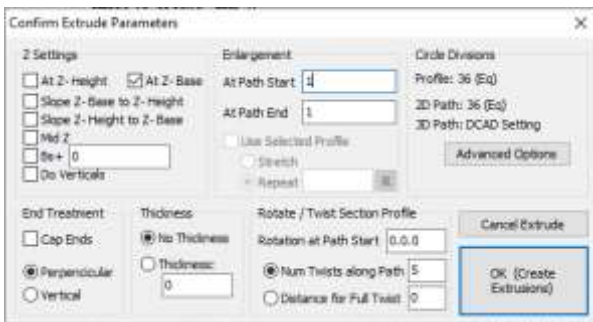 Confirm Extrude Parameters
Z Settings
At Z- Height
At Z- Base
Slope Z- Base to Z- Height
Slope Z- Height to Z- Base
Mid Z
Bs+ 0
Do Verticals
Enlargement
At Path Start 1
At Path End 1
Use Selected Profile
Stretch
Repeat
Circle Divisions
Profile: 36 (Eq)
2D Path: 36 (Eq)
3D Path: DCAD Setting
Advanced Options
End Treatment
Cap Ends
Perpendicular
Vertical
Thickness
No Thickness
Thickness:
0
Rotate / Twist Section Profile
Rotation at Path Start 0.0.0
Num Twists along Path 5
Distance for Full Twist 0
Cancel Extrude
OK (Create
Extrusions)